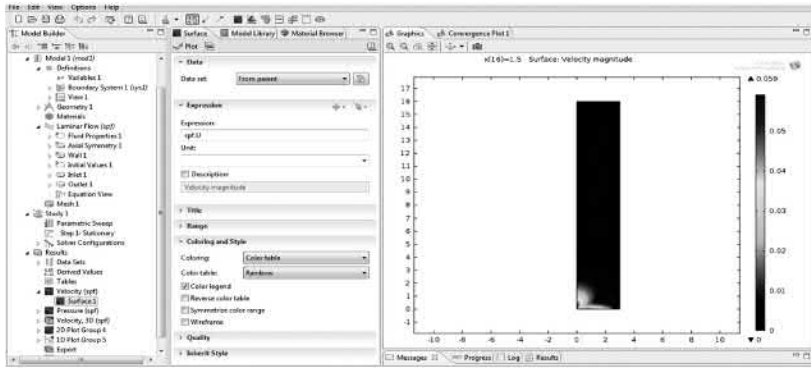 File Edit View Options Help
Model Builder
Model 1 (mod1)
Definitions
Variables 1
Boundary System 1 (sys1)
View 1
Geometry 1
Materials
Laminar Flow (spf)
Fluid Properties 1
Axial Symmetry 1
Wall 1
Initial Values 1
Inlet 1
Outlet 1
Equation View
Mesh 1
Study 1
Parametric Sweep
Step 1: Stationary
Solver Configurations
Results
Data Sets
Derived Values
Tables
Velocity (spf)
Surface 1
Pressure (spf)
Velocity, 3D (spf)
2D Plot Group 4
1D Plot Group 5
Export
Surface Model Library Material Browser
Plot
Data
Data set: From parent
Expression
Expression:
spf.U
Unit:
Description
Velocity magnitude
Title
Range
Coloring and Style
Coloring: Color table
Color table: Rainbow
Color legend
Reverse color table
Symmetrize color range
Wireframe
Quality
Inherit Style
Graphics Convergence Plot 1
Surface: Velocity magnitude
▲ 0.059
17
16
15
14
13
12
11
10
9
8
7
6
5
4
3
2
1
0
-1
-10 -8 -6 -4 -2 0 2 4 6 8 10
0.05
0.04
0.03
0.02
0.01
0
▼ 0
Messages Progress Log Results